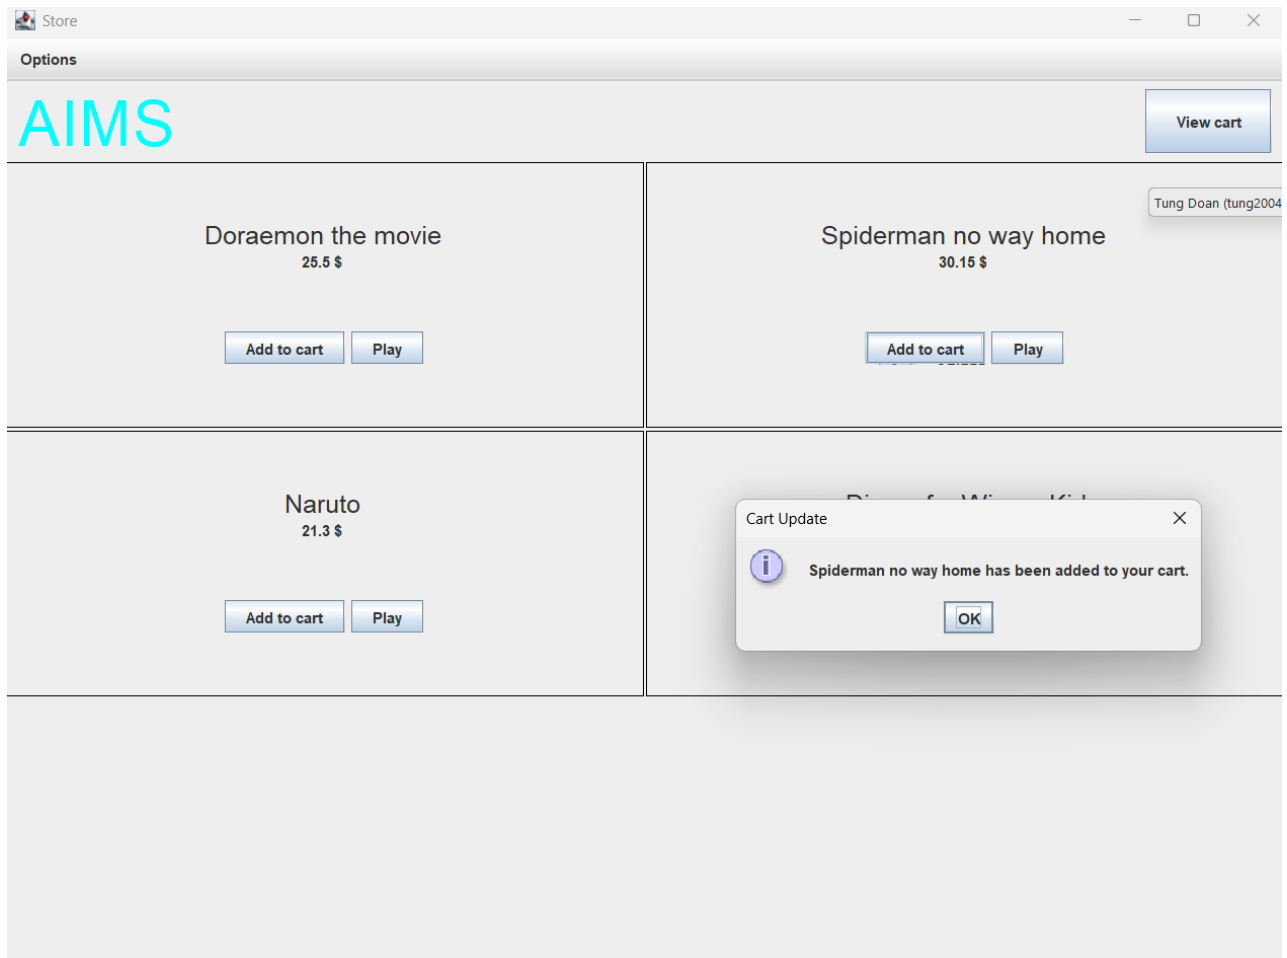 Store
Options
AIMS
View cart
Tung Doan (tung2004
Doraemon the movie
25.5 $
Add to cart Play
Spiderman no way home
30.15 $
Add to cart Play
Naruto
21.3 $
Add to cart Play
Cart Update
Spiderman no way home has been added to your cart.
OK